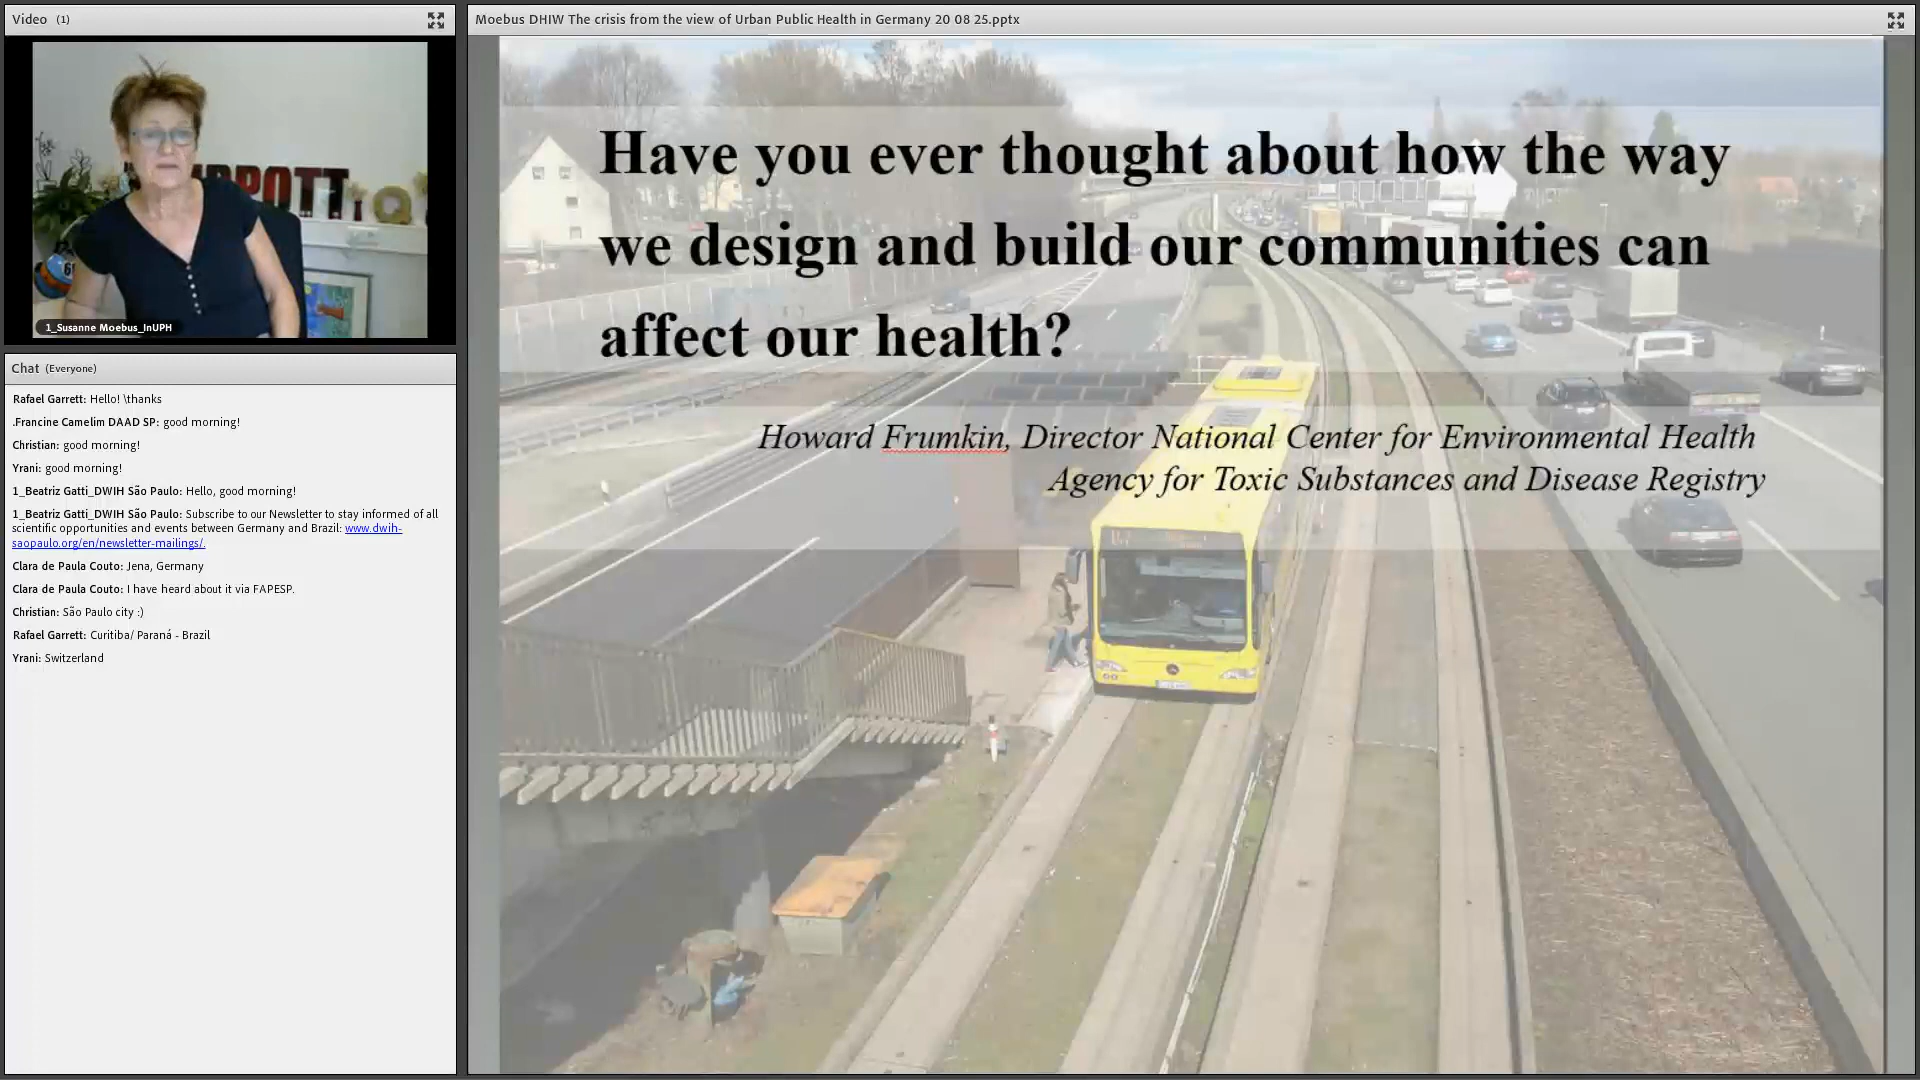 Video (1)
1_Susanne Moebus_InUPH
Chat (Everyone)
Rafael Garrett: Hello! \thanks
.Francine Camelim DAAD SP: good morning!
Christian: good morning!
Yrani: good morning!
1_Beatriz Gatti_DWIH São Paulo: Hello, good morning!
1_Beatriz Gatti_DWIH São Paulo: Subscribe to our Newsletter to stay informed of all
scientific opportunities and events between Germany and Brazil: www.dwih-
saopaulo.org/en/newsletter-mailings/.
Clara de Paula Couto: Jena, Germany
Clara de Paula Couto: I have heard about it via FAPESP.
Christian: São Paulo city :)
Rafael Garrett: Curitiba/ Paraná - Brazil
Yrani: Switzerland
Moebus DHIW The crisis from the view of Urban Public Health in Germany 20 08 25.pptx
Have you ever thought about how the way
we design and build our communities can
affect our health?
Howard Frumkin, Director National Center for Environmental Health
Agency for Toxic Substances and Disease Registry